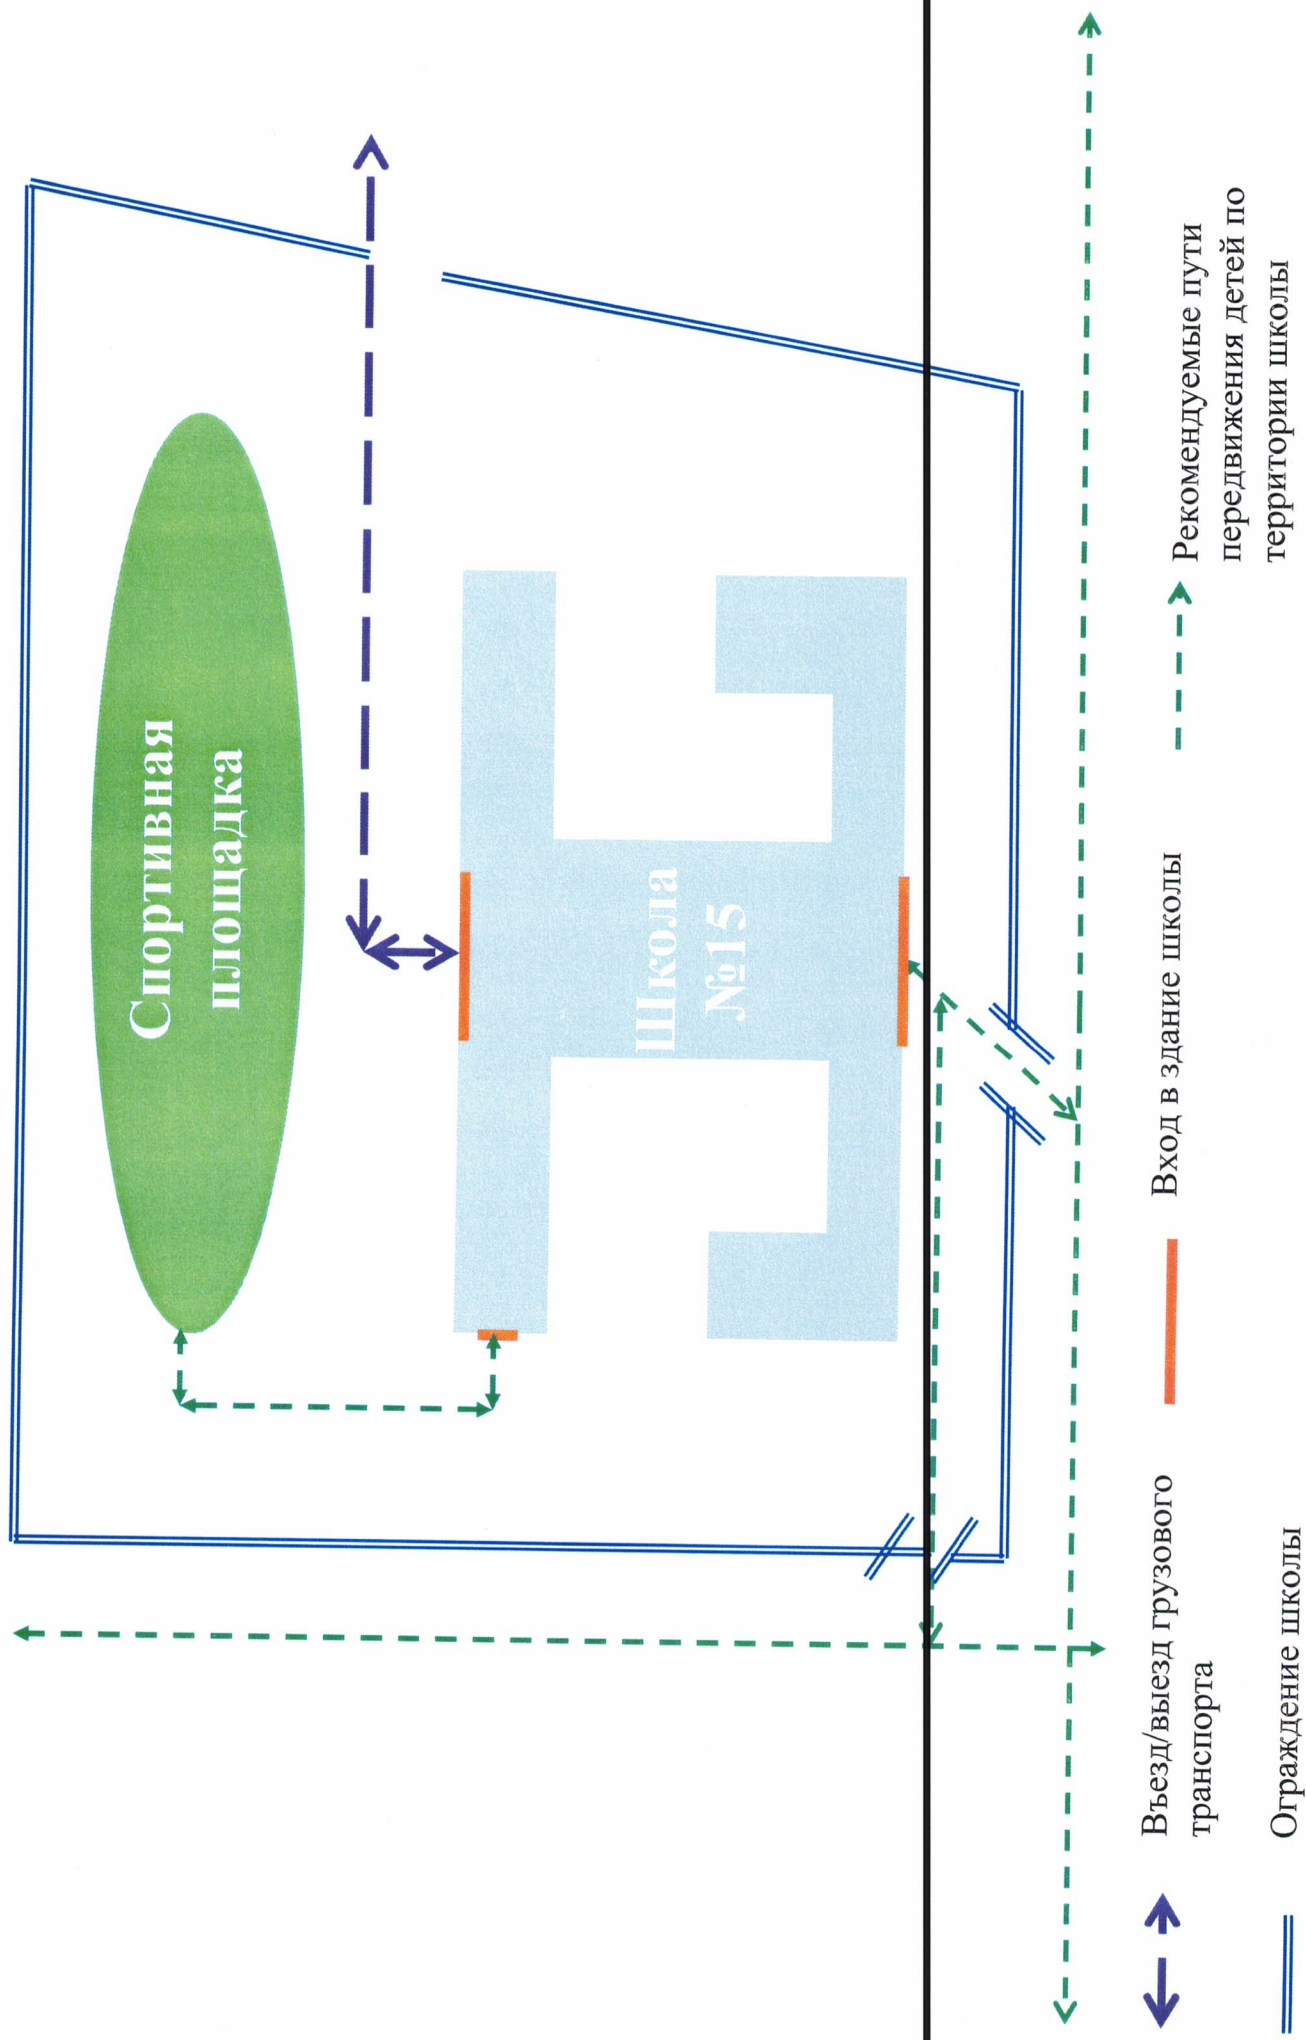 Спортивная
площадка
Школа
№15
Въезд/выезд грузового
транспорта
Вход в здание школы
Рекомендуемые пути
передвижения детей по
территории школы
Ограждение школы